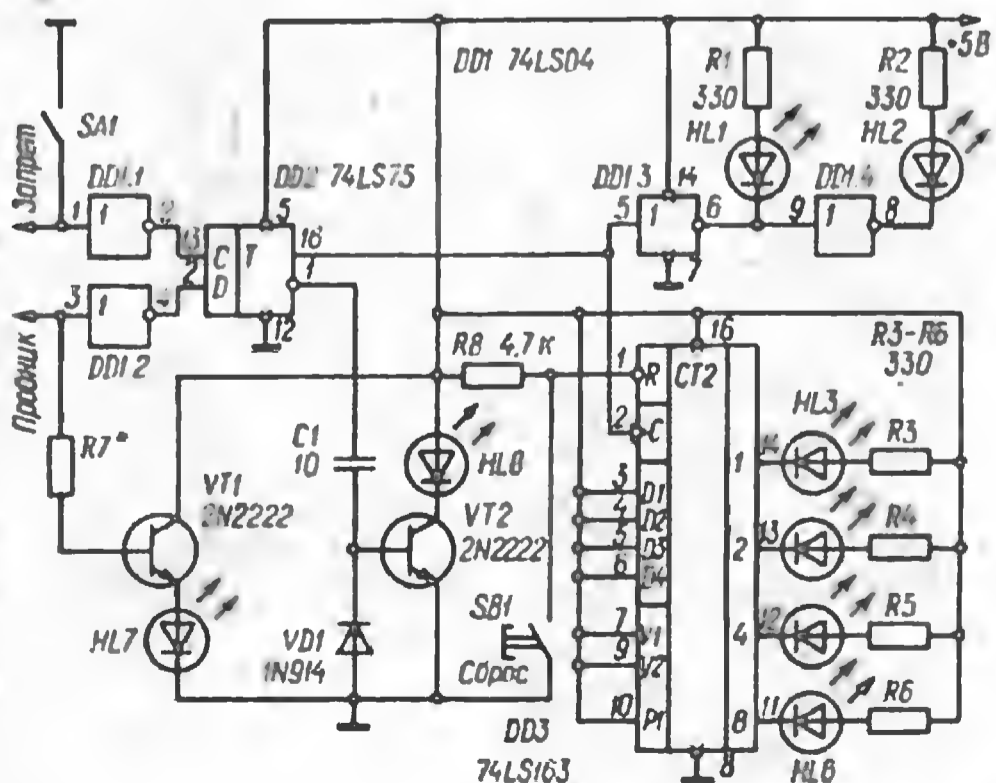 +5В
DD1 74LS04
R1
330
HL1
R2
330
HL2
SA1
Запрет
DD1.1
1
1
2
DD2 74LS75
5
13
C
T
2
D
16
1
12
DD1.3
14
5
1
6
7
DD1.4
9
1
8
3
1
4
DD1.2
Пробник
R7*
VT1
2N2222
HL7
C1
10
VD1
1N914
R8 4,7к
HL8
VT2
2N2222
SB1
Сброс
DD3
74LS163
16
CT2
1
R
2
C
3
D1
4
D2
5
D3
6
D4
7
V1
9
V2
10
P1
8
1
14
2
13
4
12
8
11
R3-R6
330
HL3
R3
R4
R5
R6
HL6